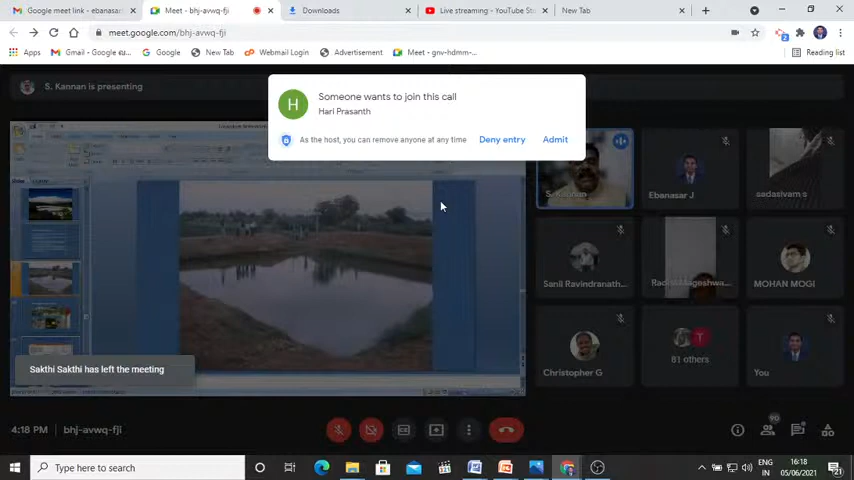 Google meet link - ebanasar
Meet - bhj-avwq-fji
Downloads
Live streaming - YouTube St
New Tab
meet.google.com/bhj-avwq-fji
Apps
Gmail - Google சு
Google
New Tab
Webmail Login
Advertisement
Meet - gnv-hdmm-...
Reading list
S. Kannan is presenting
H
Someone wants to join this call
Hari Prasanth
As the host, you can remove anyone at any time
Deny entry
Admit
S. Kannan
Ebanasar J
sadasivam s
Sanil Ravindranath...
MOHAN MOGI
Christopher G
T
81 others
You
Sakthi Sakthi has left the meeting
4:18 PM
bhj-avwq-fji
90
Type here to search
ENG
IN
16:18
05/06/2021
21